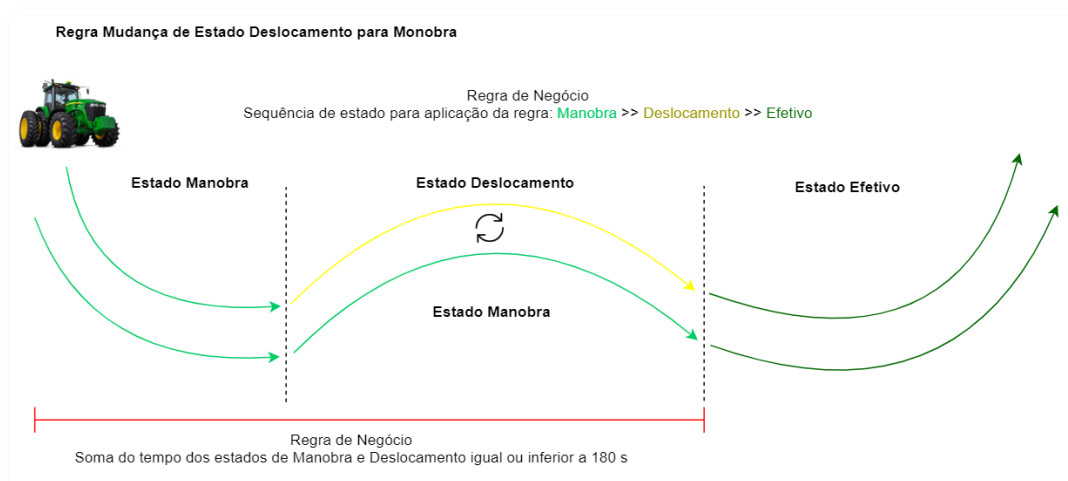 Regra Mudança de Estado Deslocamento para Monobra
Regra de Negócio
Sequência de estado para aplicação da regra: Manobra >> Deslocamento >> Efetivo
Estado Manobra
Estado Deslocamento
Estado Efetivo
Estado Manobra
Regra de Negócio
Soma do tempo dos estados de Manobra e Deslocamento igual ou inferior a 180 s